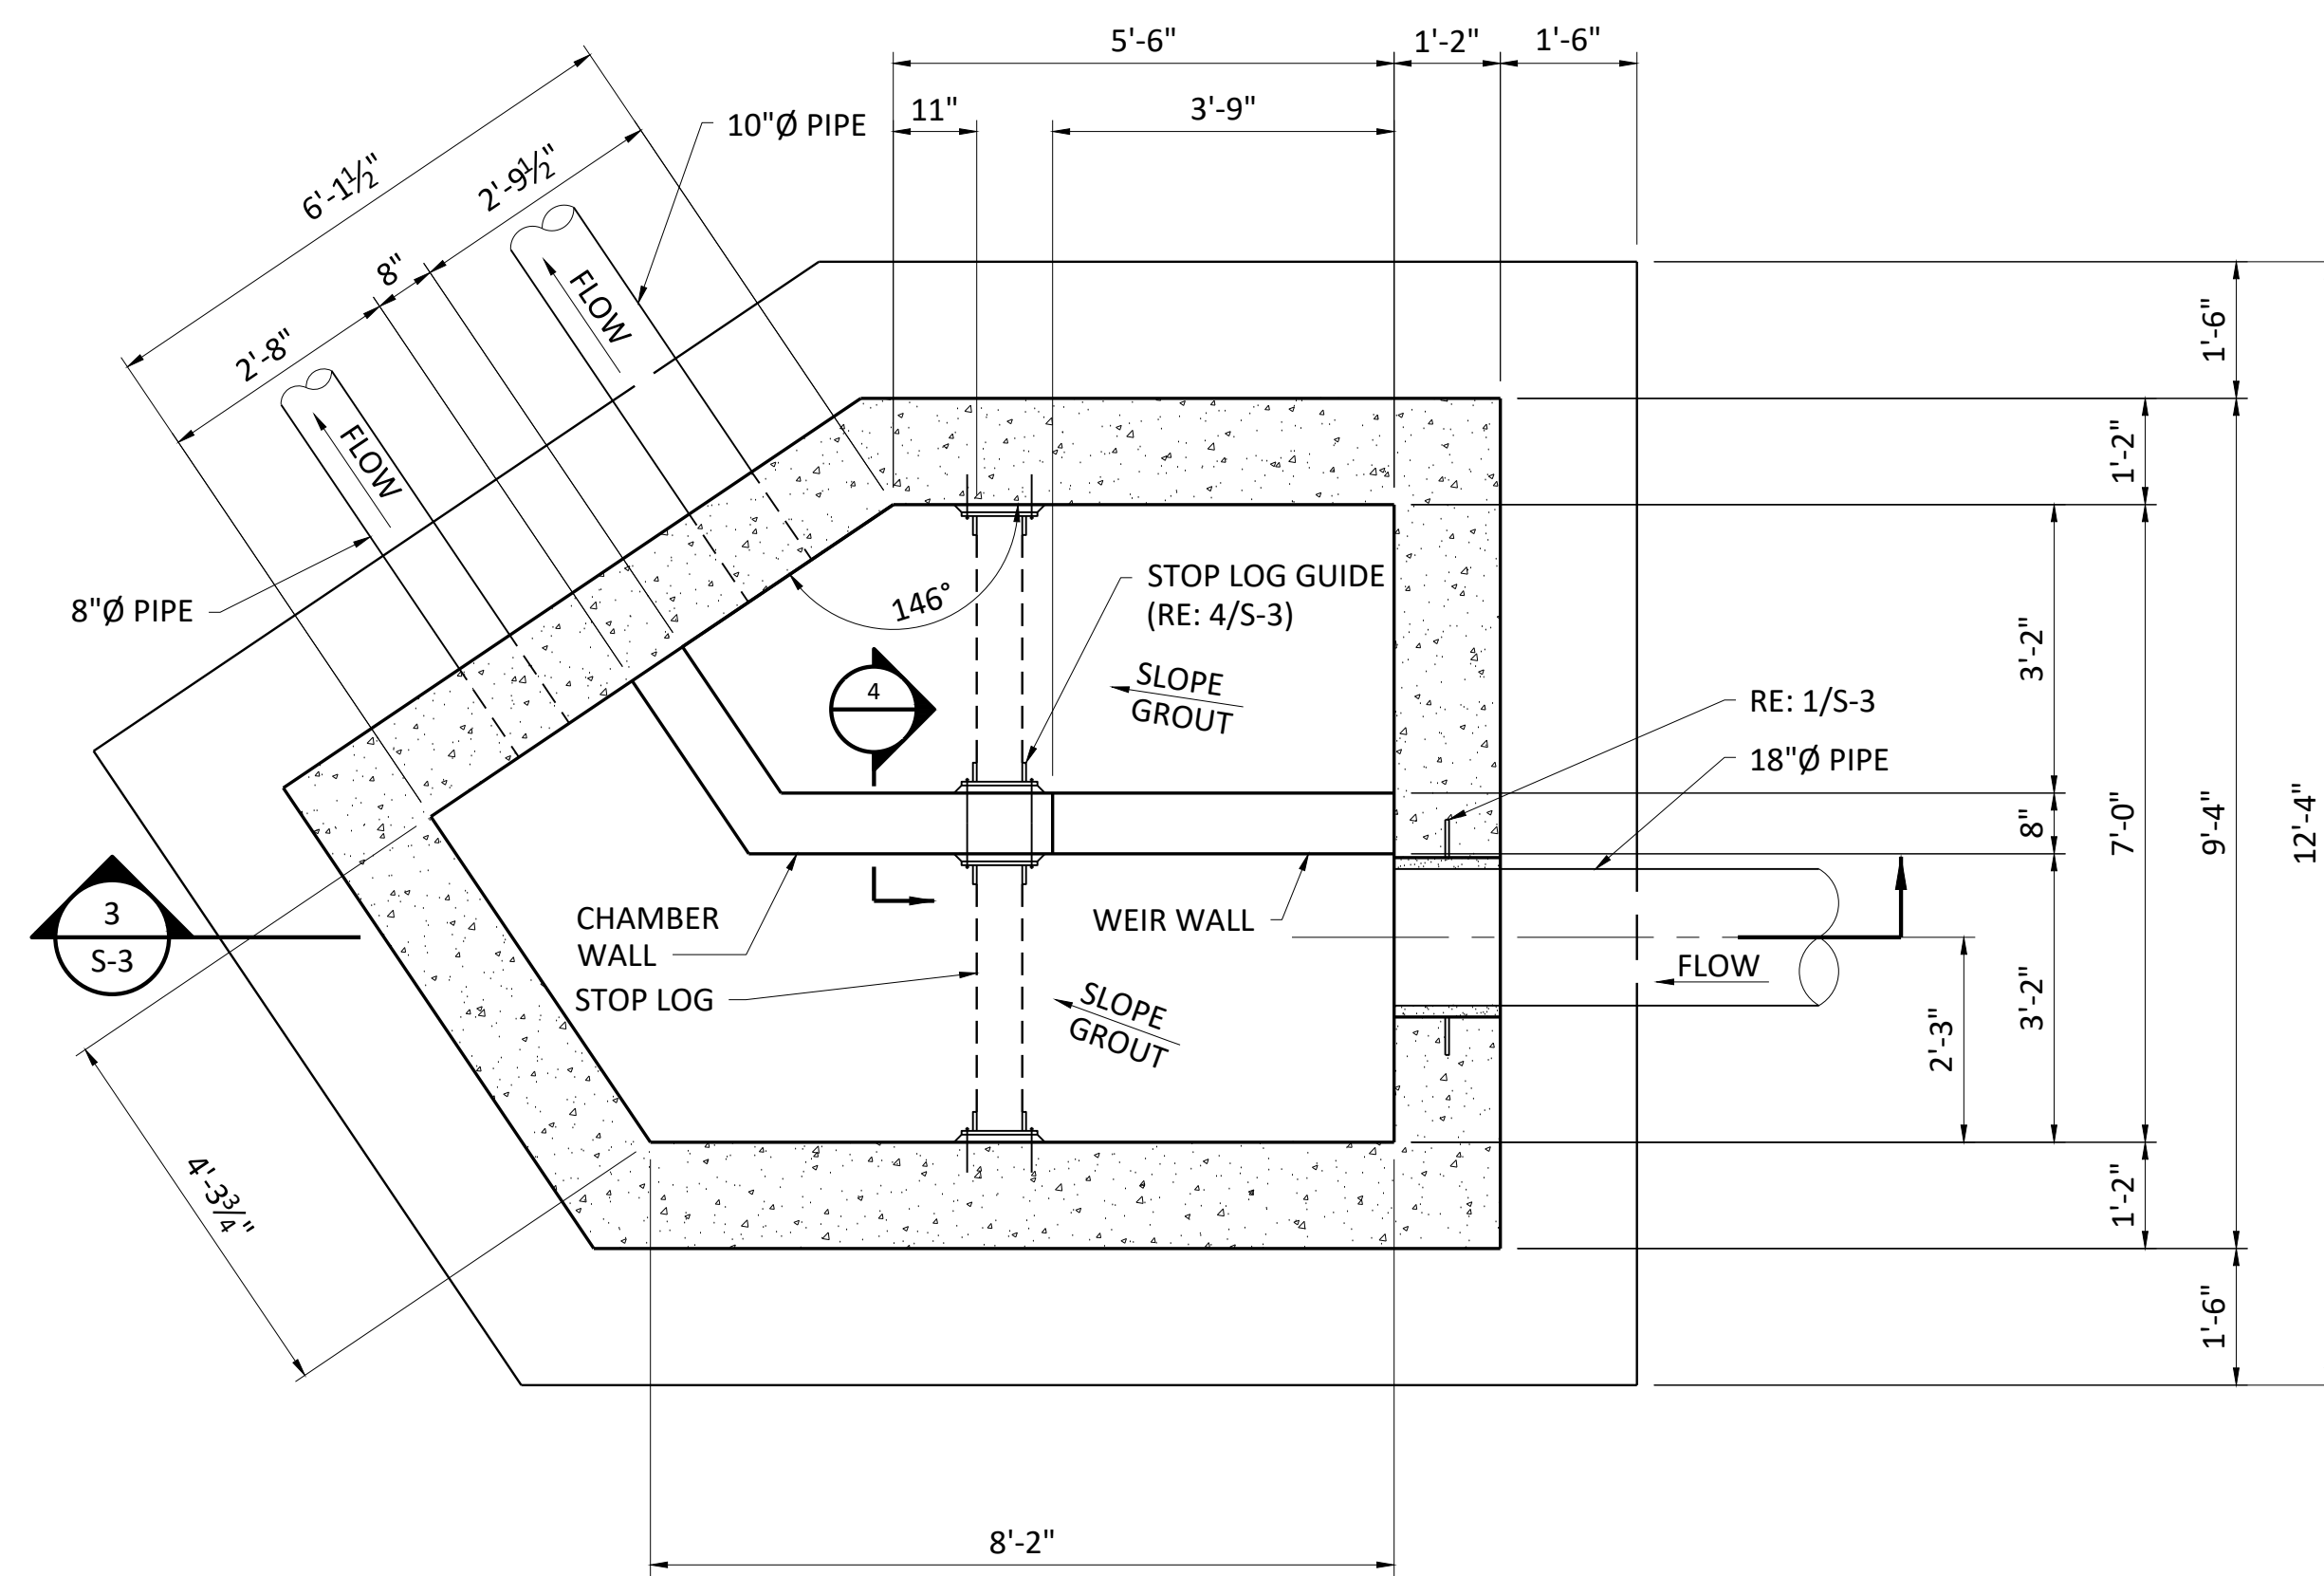 5'-6"
1'-2"
1'-6"
11"
3'-9"
10"Ø PIPE
6'-1½"
2'-9½"
8"
2'-8"
FLOW
FLOW
8"Ø PIPE
146°
STOP LOG GUIDE
(RE: 4/S-3)
4
SLOPE
GROUT
RE: 1/S-3
18"Ø PIPE
1'-6"
1'-2"
3'-2"
8"
7'-0"
9'-4"
12'-4"
3
S-3
CHAMBER
WALL
STOP LOG
WEIR WALL
SLOPE
GROUT
FLOW
2'-3"
3'-2"
1'-2"
1'-6"
4'-3¾"
8'-2"